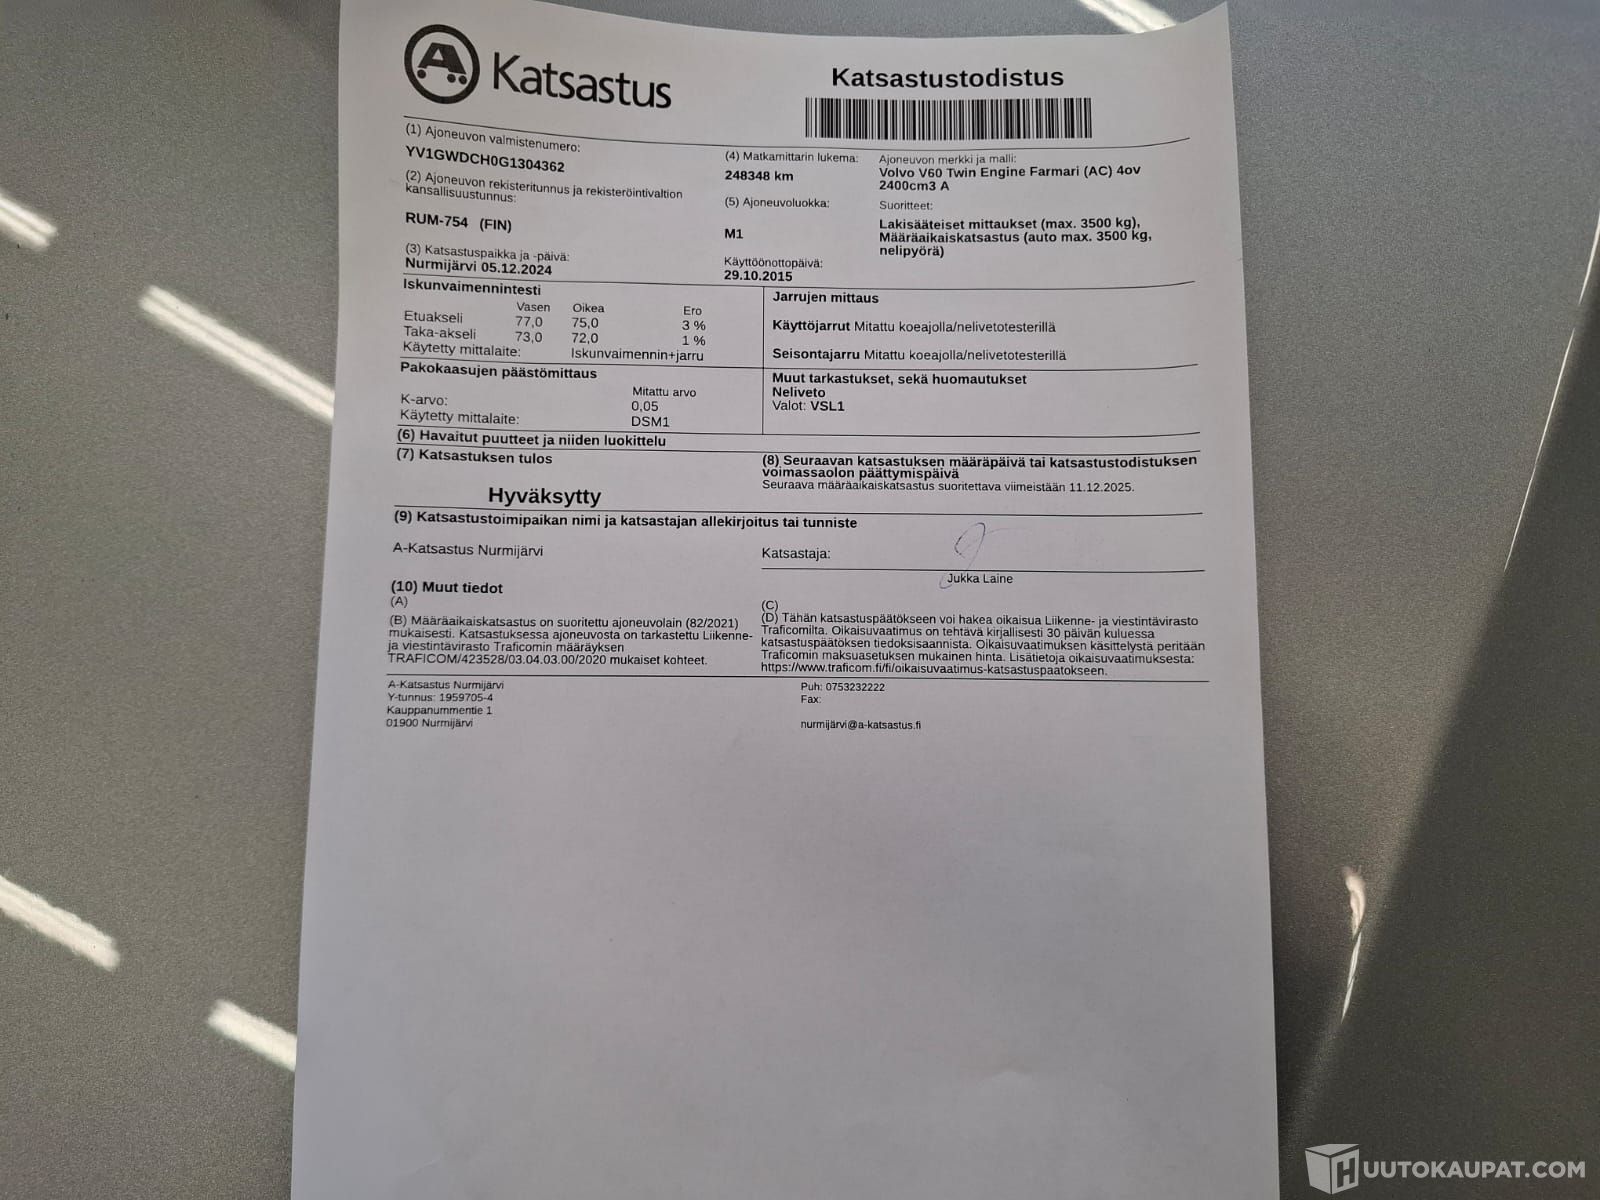 A Katsastus
Katsastustodistus
(1) Ajoneuvon valmistenumero:
YV1GWDCH0G1304362
(2) Ajoneuvon rekisteritunnus ja rekisteröintivaltion
kansallisuustunnus:
RUM-754 (FIN)
(3) Katsastuspaikka ja -päivä:
Nurmijärvi 05.12.2024
(4) Matkamittarin lukema:
248348 km
(5) Ajoneuvoluokka:
M1
Käyttöönottopäivä:
29.10.2015
Ajoneuvon merkki ja malli:
Volvo V60 Twin Engine Farmari (AC) 4ov
2400cm3 A
Suoritteet:
Lakisääteiset mittaukset (max. 3500 kg),
Määräaikaiskatsastus (auto max. 3500 kg,
nelipyörä)
Iskunvaimennintesti
Vasen Oikea Ero
Etuakseli 77,0 75,0 3 %
Taka-akseli 73,0 72,0 1 %
Käytetty mittalaite: Iskunvaimennin+jarru
Jarrujen mittaus
Käyttöjarrut Mitattu koeajolla/nelivetotesterillä
Seisontajarru Mitattu koeajolla/nelivetotesterillä
Pakokaasujen päästömittaus
Mitattu arvo
K-arvo: 0,05
Käytetty mittalaite: DSM1
Muut tarkastukset, sekä huomautukset
Neliveto
Valot: VSL1
(6) Havaitut puutteet ja niiden luokittelu
(7) Katsastuksen tulos
Hyväksytty
(8) Seuraavan katsastuksen määräpäivä tai katsastustodistuksen
voimassaolon päättymispäivä
Seuraava määräaikaiskatsastus suoritettava viimeistään 11.12.2025.
(9) Katsastustoimipaikan nimi ja katsastajan allekirjoitus tai tunniste
A-Katsastus Nurmijärvi
Katsastaja:
Jukka Laine
(10) Muut tiedot
(A)
(B) Määräaikaiskatsastus on suoritettu ajoneuvolain (82/2021)
mukaisesti. Katsastuksessa ajoneuvosta on tarkastettu Liikenne-
ja viestintävirasto Traficomin määräyksen
TRAFICOM/423528/03.04.03.00/2020 mukaiset kohteet.
(C)
(D) Tähän katsastuspäätökseen voi hakea oikaisua Liikenne- ja viestintävirasto
Traficomilta. Oikaisuvaatimus on tehtävä kirjallisesti 30 päivän kuluessa
katsastuspäätöksen tiedoksisaannista. Oikaisuvaatimuksen käsittelystä peritään
Traficomin maksuasetuksen mukainen hinta. Lisätietoja oikaisuvaatimuksesta:
https://www.traficom.fi/fi/oikaisuvaatimus-katsastuspaatokseen.
A-Katsastus Nurmijärvi
Y-tunnus: 1959705-4
Kauppanummentie 1
01900 Nurmijärvi
Puh: 0753232222
Fax:
nurmijärvi@a-katsastus.fi
HUUTOKAUPAT.COM